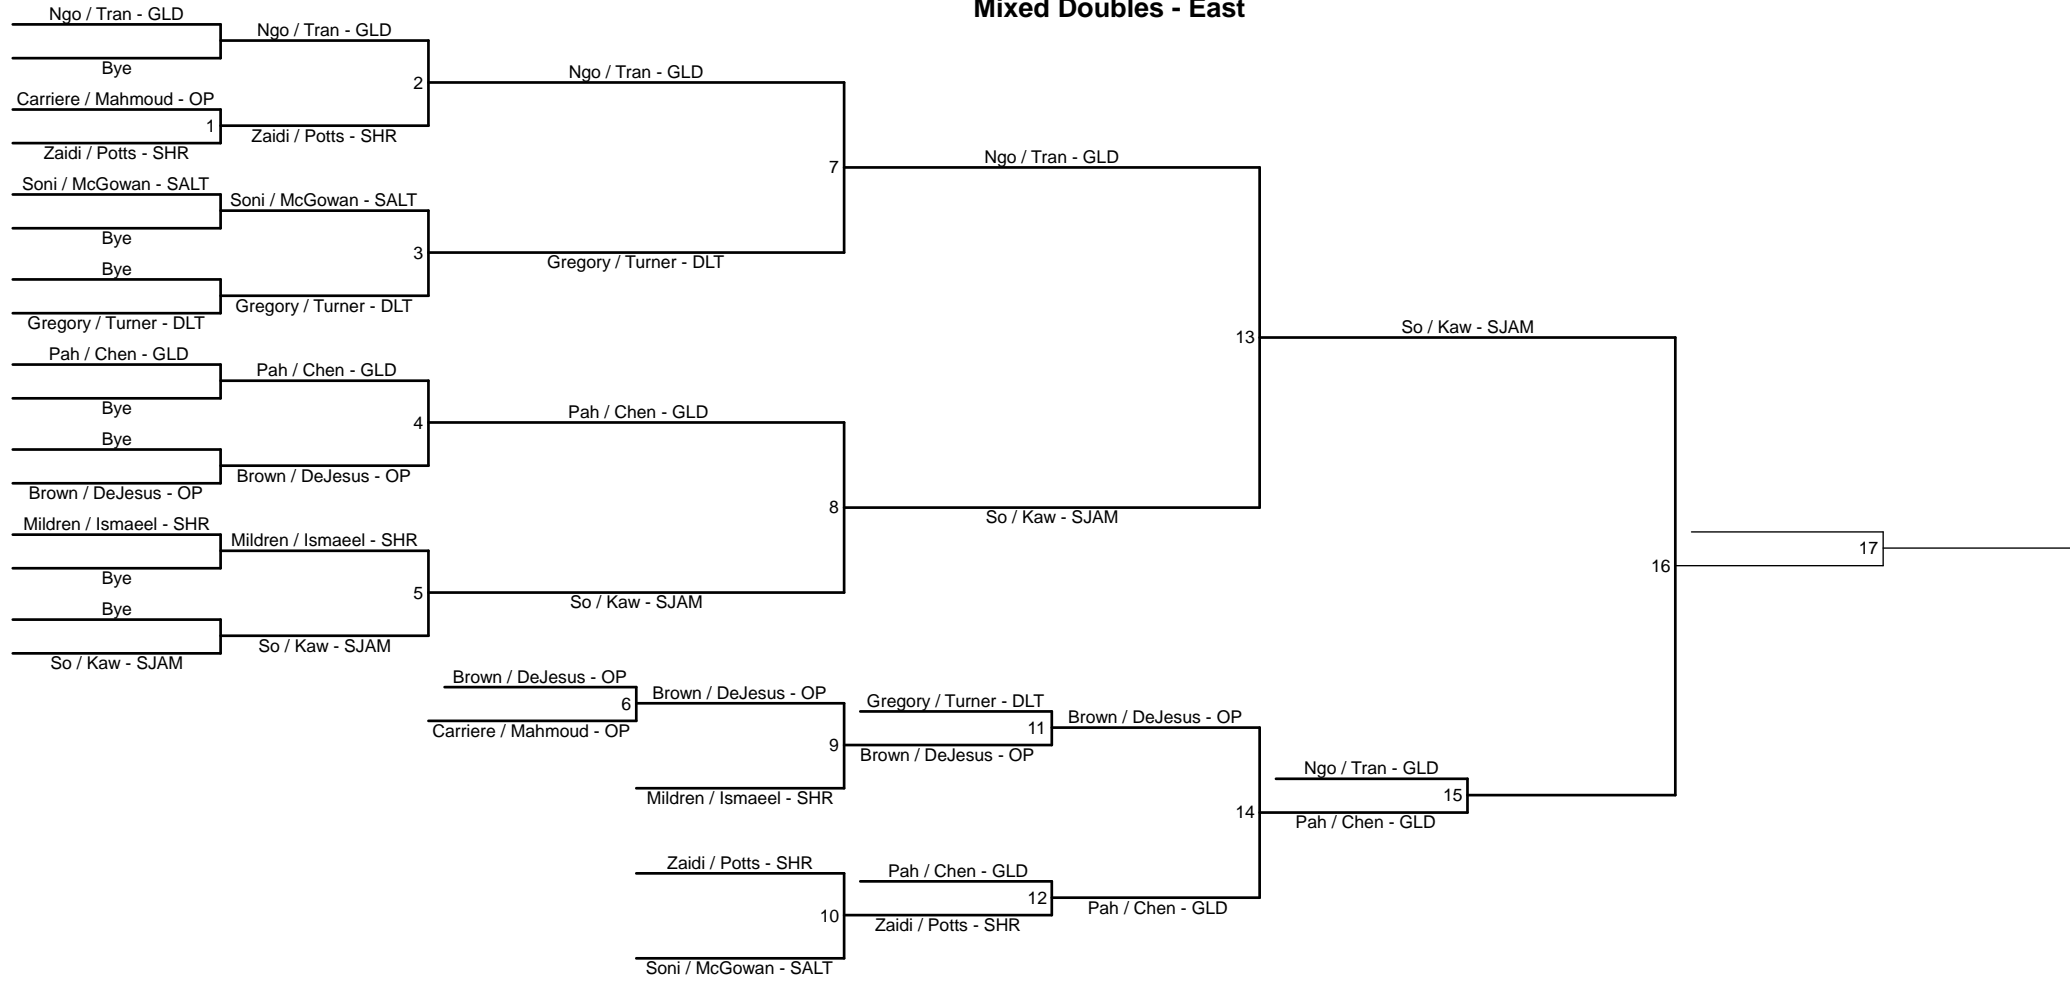 Mixed Doubles - East
Ngo / Tran - GLD
Bye
Carriere / Mahmoud - OP
1
Zaidi / Potts - SHR
Soni / McGowan - SALT
Bye
Bye
Gregory / Turner - DLT
Pah / Chen - GLD
Bye
Bye
Brown / DeJesus - OP
Mildren / Ismaeel - SHR
Bye
Bye
So / Kaw - SJAM
Ngo / Tran - GLD
2
Zaidi / Potts - SHR
Soni / McGowan - SALT
3
Gregory / Turner - DLT
Pah / Chen - GLD
4
Brown / DeJesus - OP
Mildren / Ismaeel - SHR
5
So / Kaw - SJAM
Ngo / Tran - GLD
7
Gregory / Turner - DLT
Pah / Chen - GLD
8
So / Kaw - SJAM
Ngo / Tran - GLD
13
So / Kaw - SJAM
So / Kaw - SJAM
16
17
Brown / DeJesus - OP
6
Carriere / Mahmoud - OP
Brown / DeJesus - OP
9
Mildren / Ismaeel - SHR
Zaidi / Potts - SHR
10
Soni / McGowan - SALT
Gregory / Turner - DLT
11
Brown / DeJesus - OP
Pah / Chen - GLD
12
Zaidi / Potts - SHR
Brown / DeJesus - OP
14
Pah / Chen - GLD
Ngo / Tran - GLD
15
Pah / Chen - GLD